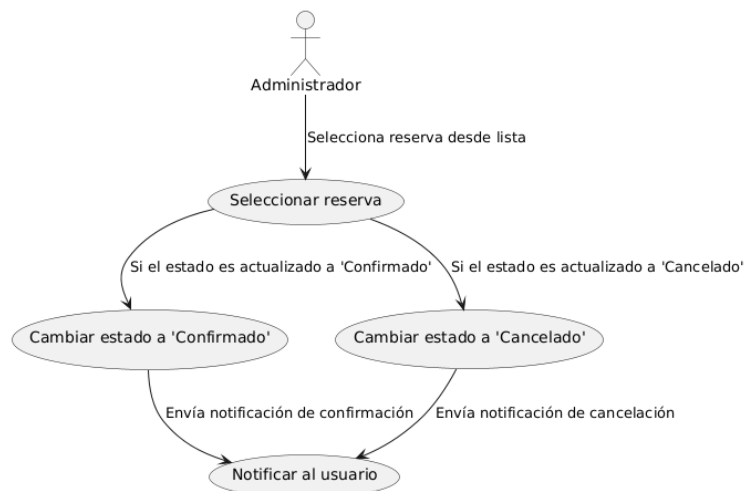 Administrador
Selecciona reserva desde lista
Seleccionar reserva
Si el estado es actualizado a 'Confirmado'
Si el estado es actualizado a 'Cancelado'
Cambiar estado a 'Confirmado'
Cambiar estado a 'Cancelado'
Envía notificación de confirmación
Envía notificación de cancelación
Notificar al usuario